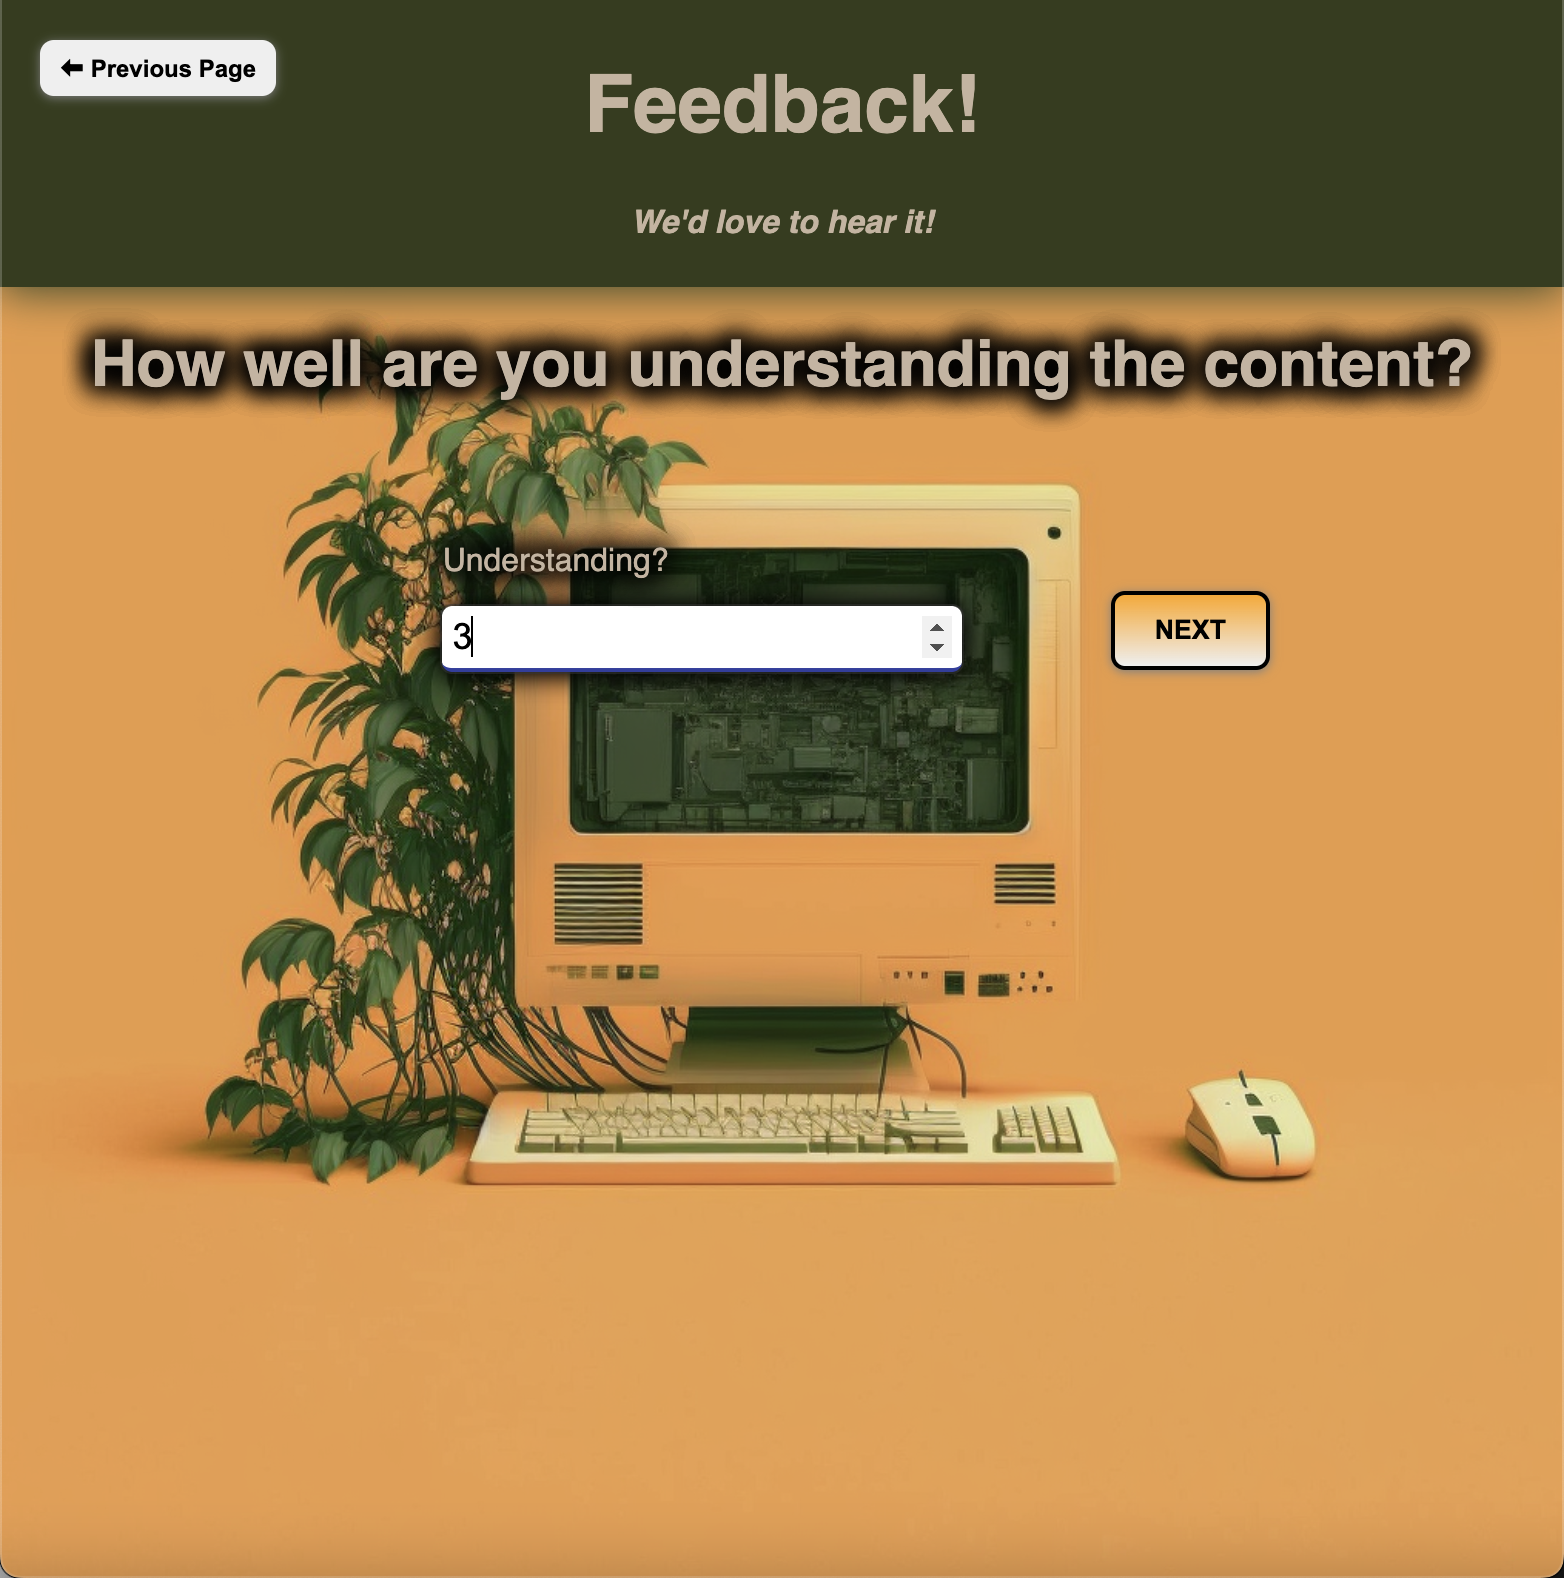 ⬅ Previous Page
Feedback!
We'd love to hear it!
How well are you understanding the content?
Understanding?
3
NEXT